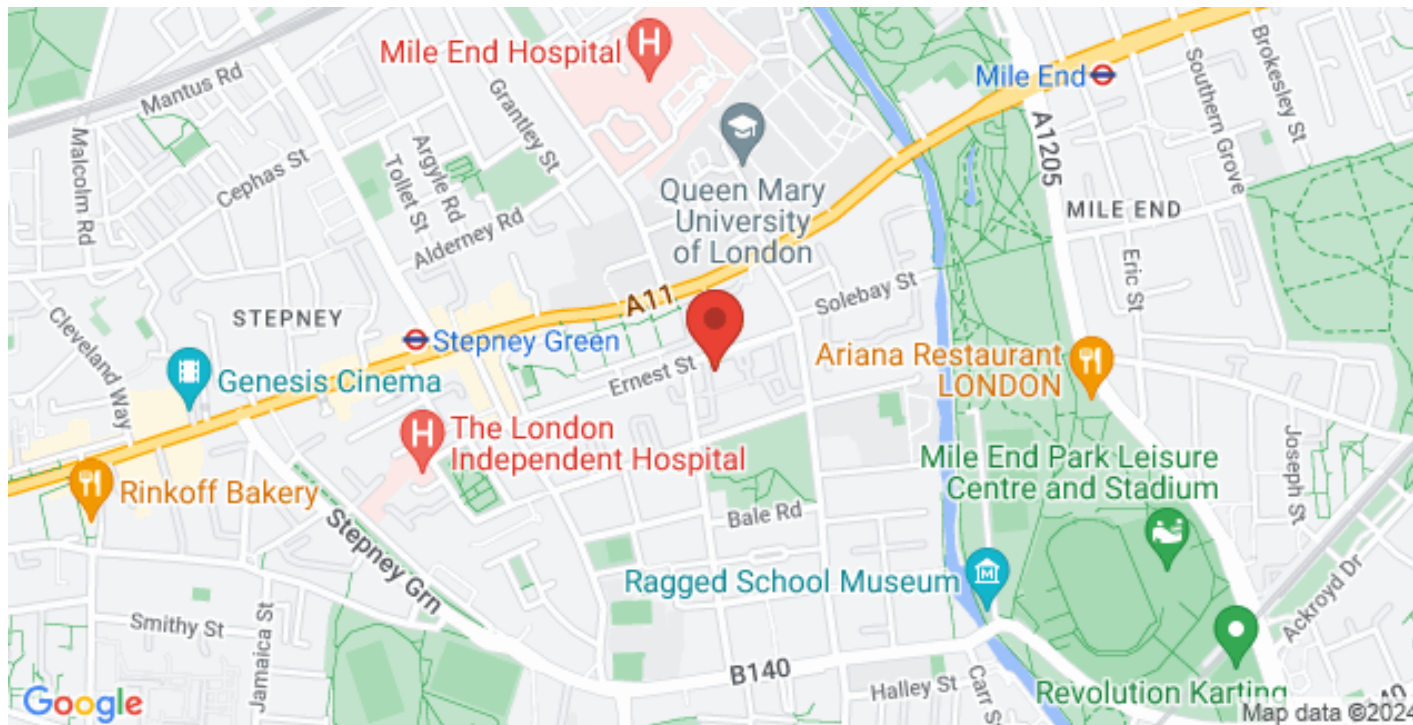 Mile End Hospital
Mile End
Brokesley St
Southern Grove
Mantus Rd
Grantley St
A1205
Malcolm Rd
Cephas St
Argyle Rd
Tollet St
Queen Mary
University
of London
MILE END
Alderney Rd
Eric St
A11
Solebay St
STEPNEY
Cleveland Way
Stepney Green
Ariana Restaurant
LONDON
Genesis Cinema
Ernest St
The London
Independent Hospital
Joseph St
Mile End Park Leisure
Centre and Stadium
Rinkoff Bakery
Bale Rd
Stepney Grn
Ragged School Museum
Ackroyd Dr
Smithy St
Jamaica St
B140
Halley St
Carr St
Revolution Karting
Google
Map data ©2024